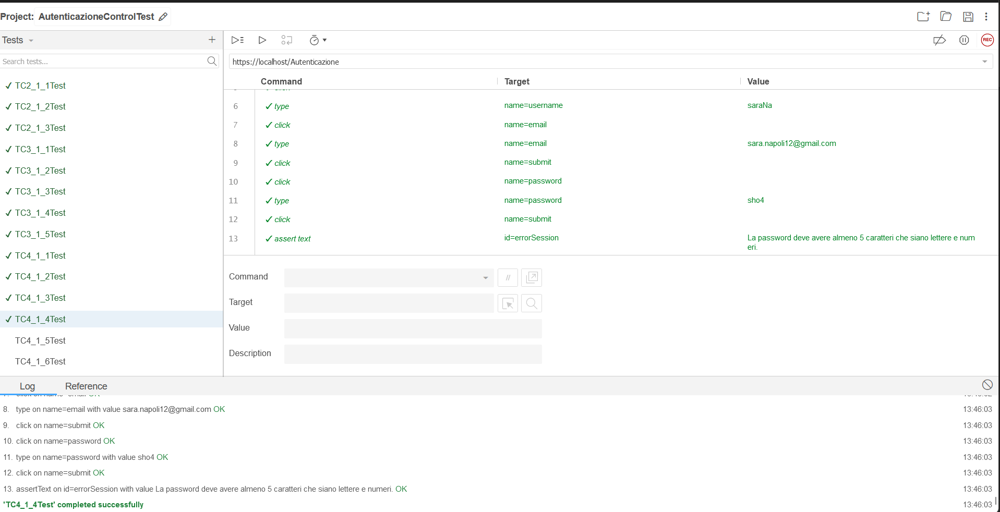 Project: AutenticazioneControlTest
Tests
Search tests...
TC2_1_1Test
TC2_1_2Test
TC2_1_3Test
TC3_1_1Test
TC3_1_2Test
TC3_1_3Test
TC3_1_4Test
TC3_1_5Test
TC4_1_1Test
TC4_1_2Test
TC4_1_3Test
TC4_1_4Test
TC4_1_5Test
TC4_1_6Test
REC
https://localhost/Autenticazione
Command Target Value
6 type name=username saraNa
7 click name=email
8 type name=email sara.napoli12@gmail.com
9 click name=submit
10 click name=password
11 type name=password sho4
12 click name=submit
13 assert text id=errorSession La password deve avere almeno 5 caratteri che siano lettere e num
eri.
Command //
Target
Value
Description
Log Reference
8. type on name=email with value sara.napoli12@gmail.com OK 13:46:03
9. click on name=submit OK 13:46:03
10. click on name=password OK 13:46:03
11. type on name=password with value sho4 OK 13:46:03
12. click on name=submit OK 13:46:03
13. assertText on id=errorSession with value La password deve avere almeno 5 caratteri che siano lettere e numeri. OK 13:46:03
'TC4_1_4Test' completed successfully 13:46:03